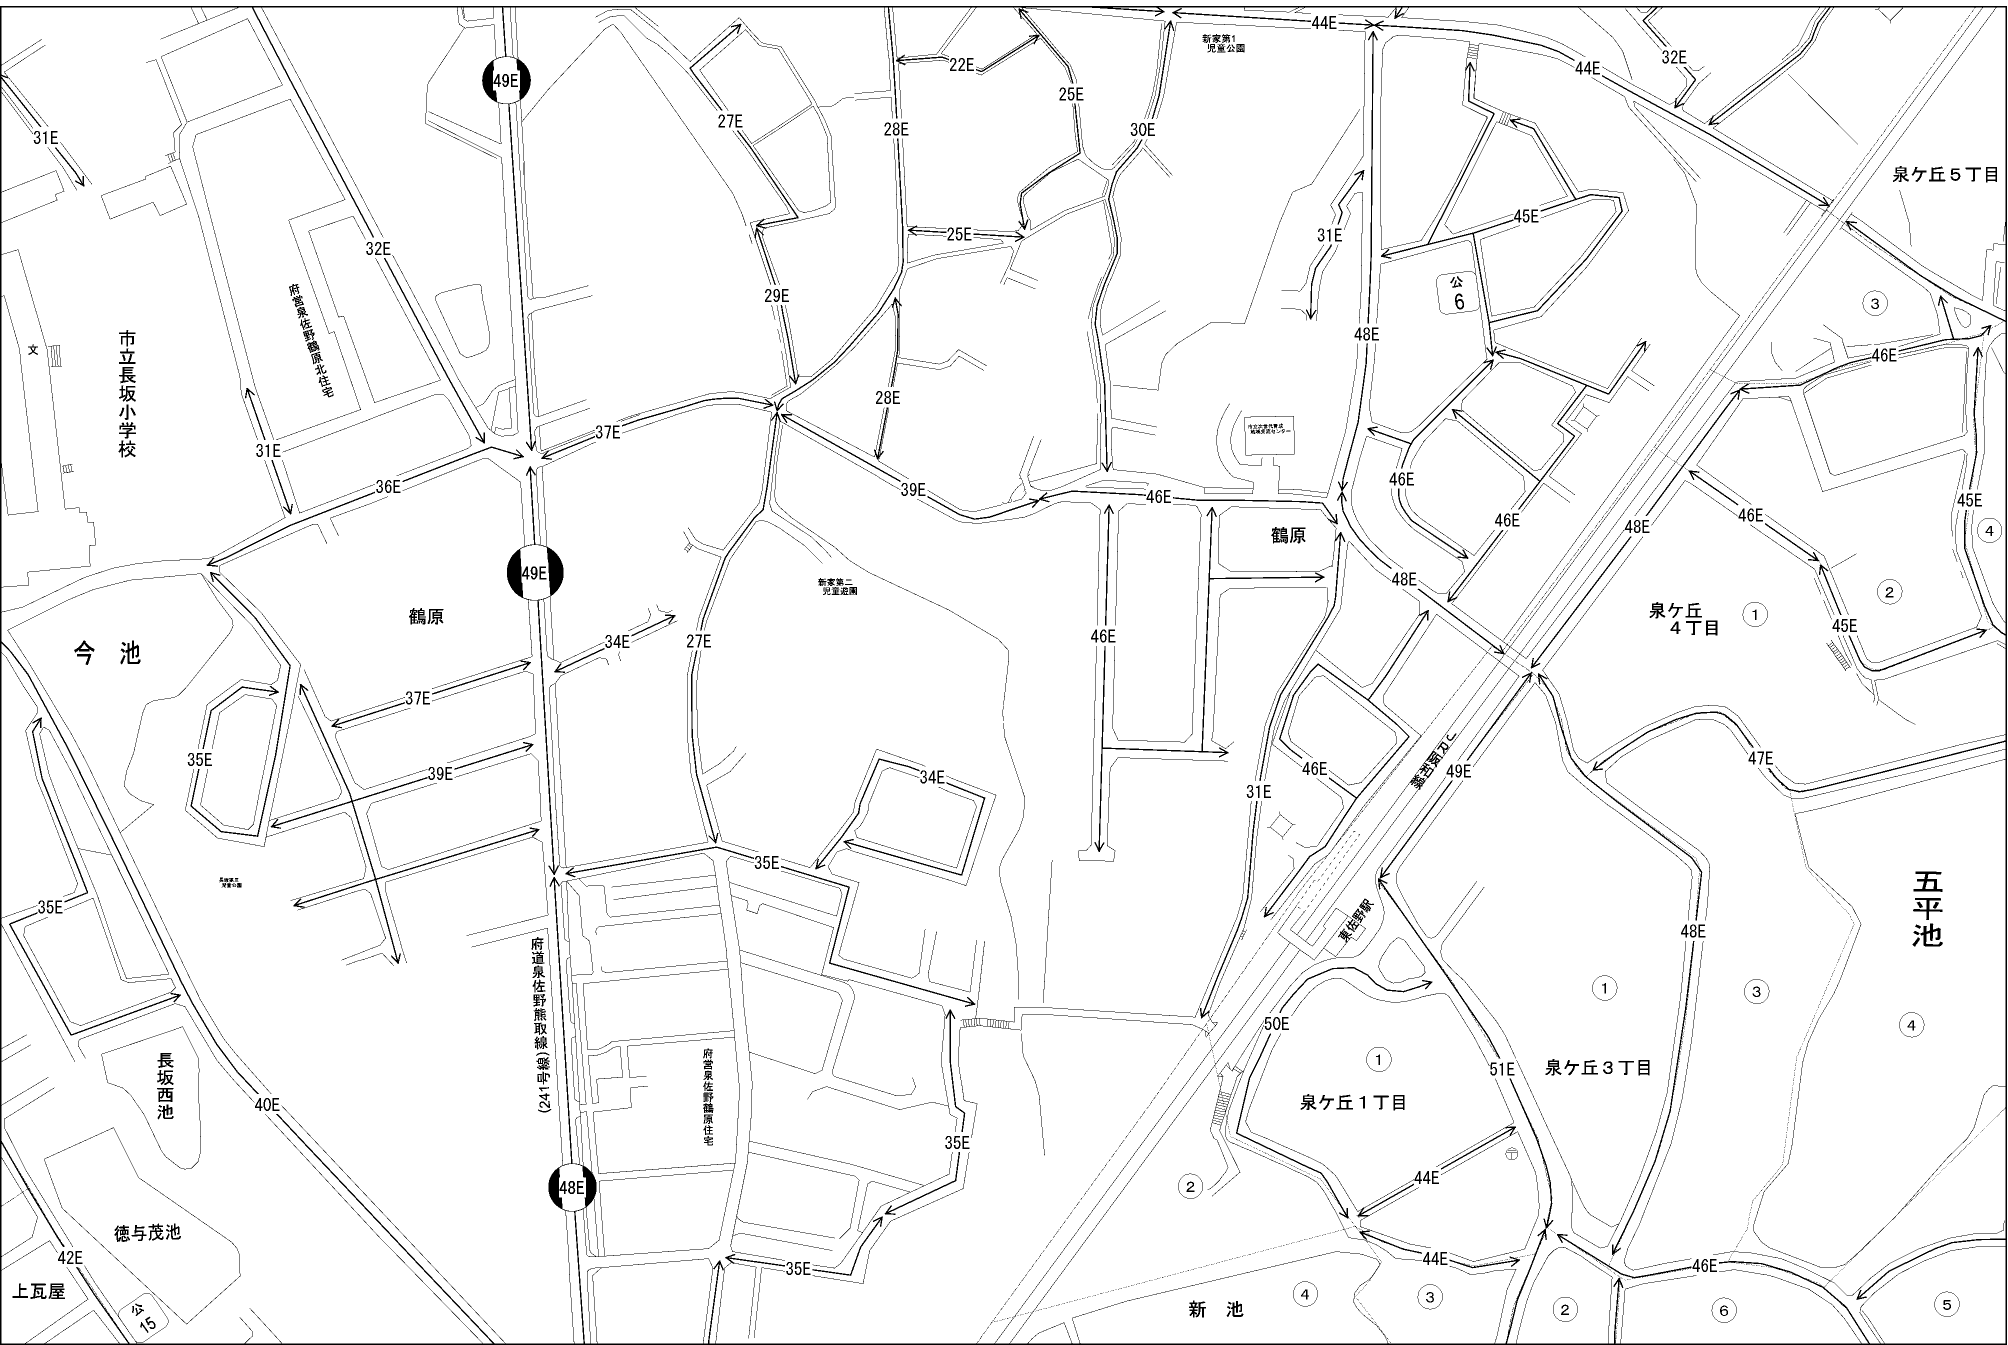 44E
49E
新家第1
児童公園
32E
44E
22E
25E
27E
28E
30E
31E
泉ケ丘５丁目
45E
31E
25E
32E
公
6
29E
府営泉佐野鶴原北住宅
3
48E
文
市立長坂小学校
46E
28E
37E
31E
46E
36E
39E
46E
45E
46E
46E
48E
4
鶴原
49E
48E
新家第二
児童遊園
2
泉ケ丘
４丁目
1
鶴原
45E
46E
34E
27E
今　池
37E
ＪＲ阪和線
47E
35E
39E
34E
46E
49E
31E
35E
五平池
35E
東佐野駅
48E
府道泉佐野熊取線
(241号線)
1
3
50E
4
府営泉佐野鶴原住宅
長坂西池
1
51E
泉ケ丘３丁目
40E
泉ケ丘１丁目
35E
44E
〒
2
48E
徳与茂池
42E
44E
46E
35E
上瓦屋
公
15
新　池
4
3
2
6
5